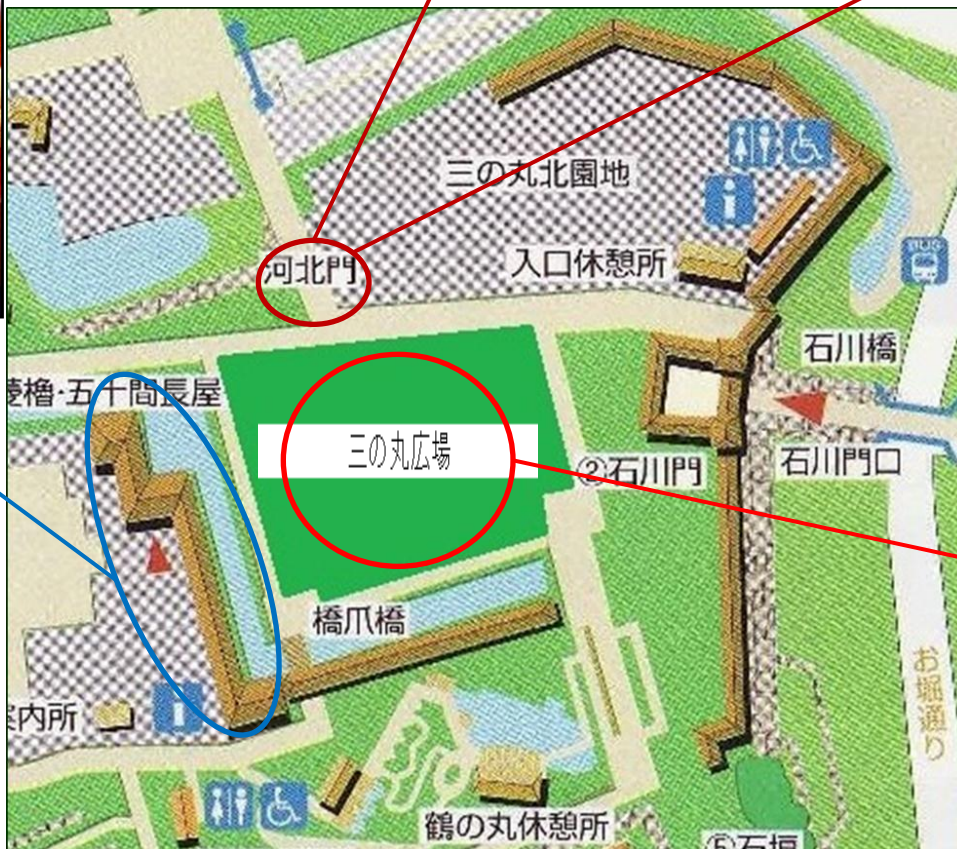 三の丸北園地
河北門
入口休憩所
BUS
石川橋
菱櫓・五十間長屋
三の丸広場
②石川門
石川門口
橋爪橋
お堀通り
内所
鶴の丸休憩所
⑤石垣